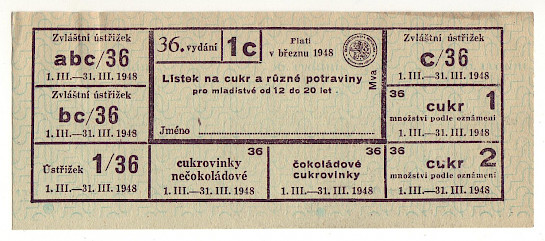 Zvláštní ústřižek
abc/36
1. III.—31. III. 1948
Zvláštní ústřižek
bc/36
1. III.—31. III. 1948
Ústřižek 1/36
1. III.—31. III. 1948
36. vydání
1c
Platí
v březnu 1948
Mva
Lístek na cukr a různé potraviny
pro mladistvé od 12 do 20 let
Jméno
36
cukrovinky
nečokoládové
1. III.—31. III. 1948
36
čokoládové
cukrovinky
1. III.—31. III. 1948
Zvláštní ústřižek
c/36
1. III.—31. III. 1948
36
cukr 1
množství podle oznámení
1. III.—31. III. 1948
36
cukr 2
množství podle oznámení
1. III.—31. III. 1948